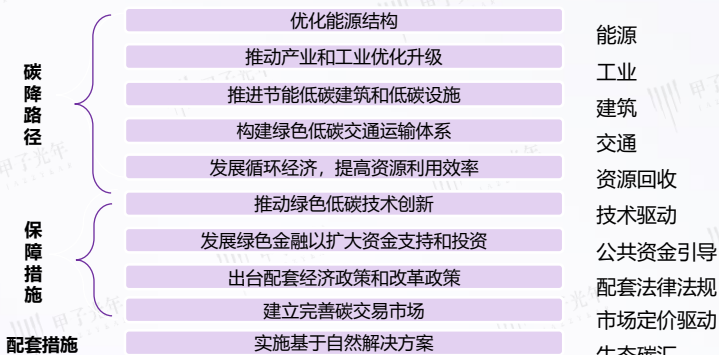 碳降路径
优化能源结构
能源
推动产业和工业优化升级
工业
推进节能低碳建筑和低碳设施
建筑
构建绿色低碳交通运输体系
交通
发展循环经济，提高资源利用效率
资源回收
保障措施
推动绿色低碳技术创新
技术驱动
发展绿色金融以扩大资金支持和投资
公共资金引导
出台配套经济政策和改革政策
配套法律法规
建立完善碳交易市场
市场定价驱动
配套措施
实施基于自然解决方案
生态碳汇
甲子光年